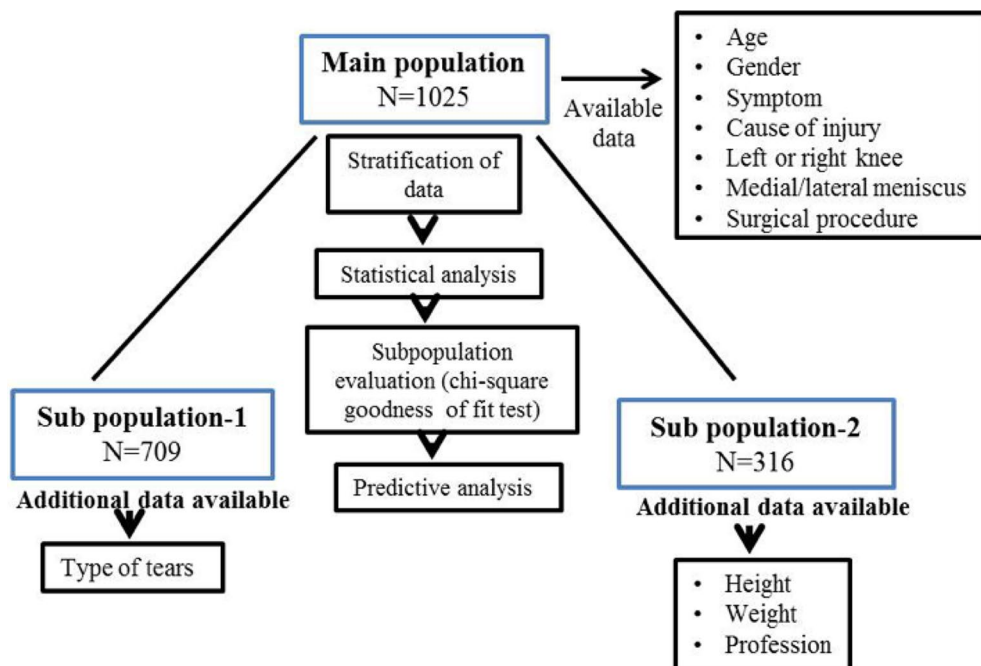 Main population
N=1025
Available
data
• Age
• Gender
• Symptom
• Cause of injury
• Left or right knee
• Medial/lateral meniscus
• Surgical procedure
Stratification of
data
Statistical analysis
Subpopulation
evaluation (chi-square
goodness of fit test)
Predictive analysis
Sub population-1
N=709
Additional data available
Type of tears
Sub population-2
N=316
Additional data available
• Height
• Weight
• Profession